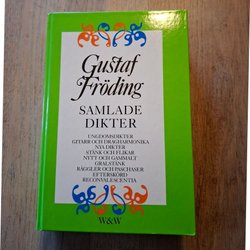 Gustaf
Fröding
SAMLADE
DIKTER
UNGDOMSDIKTER
GITARR OCH DRAGHARMONIKA
NYA DIKTER
STÄNK OCH FLIKAR
NYTT OCH GAMMALT
GRALSTÄNK
RÄGGLER OCH PASCHASER
EFTERSKÖRD
RECONVALESCENTIA
W&W